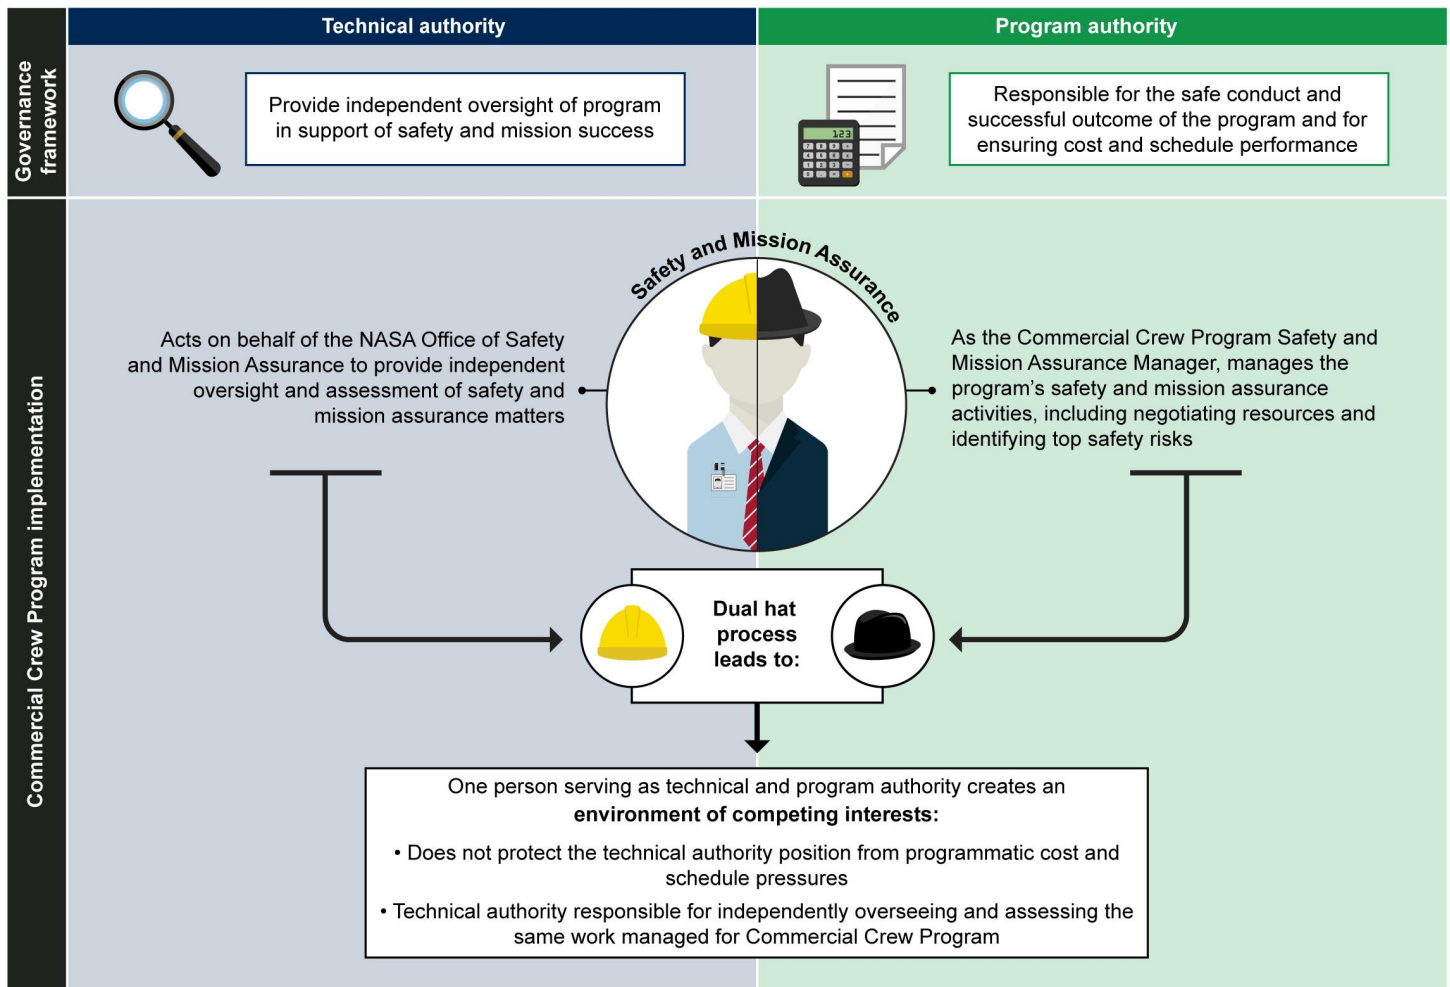 Technical authority
Program authority
Governance
framework
Provide independent oversight of program
in support of safety and mission success
123
Responsible for the safe conduct and
successful outcome of the program and for
ensuring cost and schedule performance
Commercial Crew Program implementation
Safety and Mission Assurance
Acts on behalf of the NASA Office of Safety
and Mission Assurance to provide independent
oversight and assessment of safety and
mission assurance matters
As the Commercial Crew Program Safety and
Mission Assurance Manager, manages the
program’s safety and mission assurance
activities, including negotiating resources and
identifying top safety risks
Dual hat
process
leads to:
One person serving as technical and program authority creates an
environment of competing interests:
• Does not protect the technical authority position from programmatic cost and
schedule pressures
• Technical authority responsible for independently overseeing and assessing the
same work managed for Commercial Crew Program